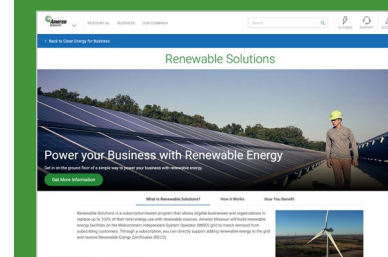 Ameren
RESIDENTIAL BUSINESS OUR COMPANY
Search
OUTAGES SUPPORT
Back to Clean Energy for Business
Renewable Solutions
Power your Business with Renewable Energy
Get in on the ground floor of a simple way to power your business with renewable energy.
Get More Information
What is Renewable Solutions? How It Works How You Benefit
Renewable Solutions is a subscription-based program that allows eligible businesses and organizations to
replace up to 100% of their total energy use with renewable sources. Ameren Missouri will build renewable
energy facilities on the Midcontinent Independent System Operator (MISO) grid to match demand from
subscribing customers. Through a subscription, you can directly support adding renewable energy to the grid
and receive Renewable Energy Certificates (RECS).